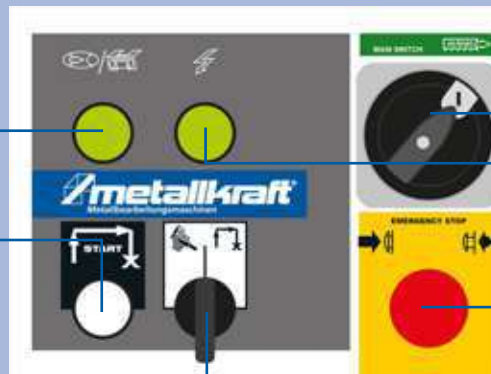 MAIN SWITCH
metallkraft®
Metallbearbeitungsmaschinen
START
EMERGENCY STOP